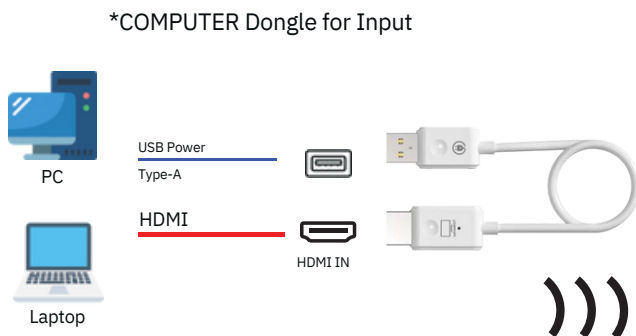 *COMPUTER Dongle for Input
PC
USB Power
Type-A
HDMI
HDMI IN
Laptop